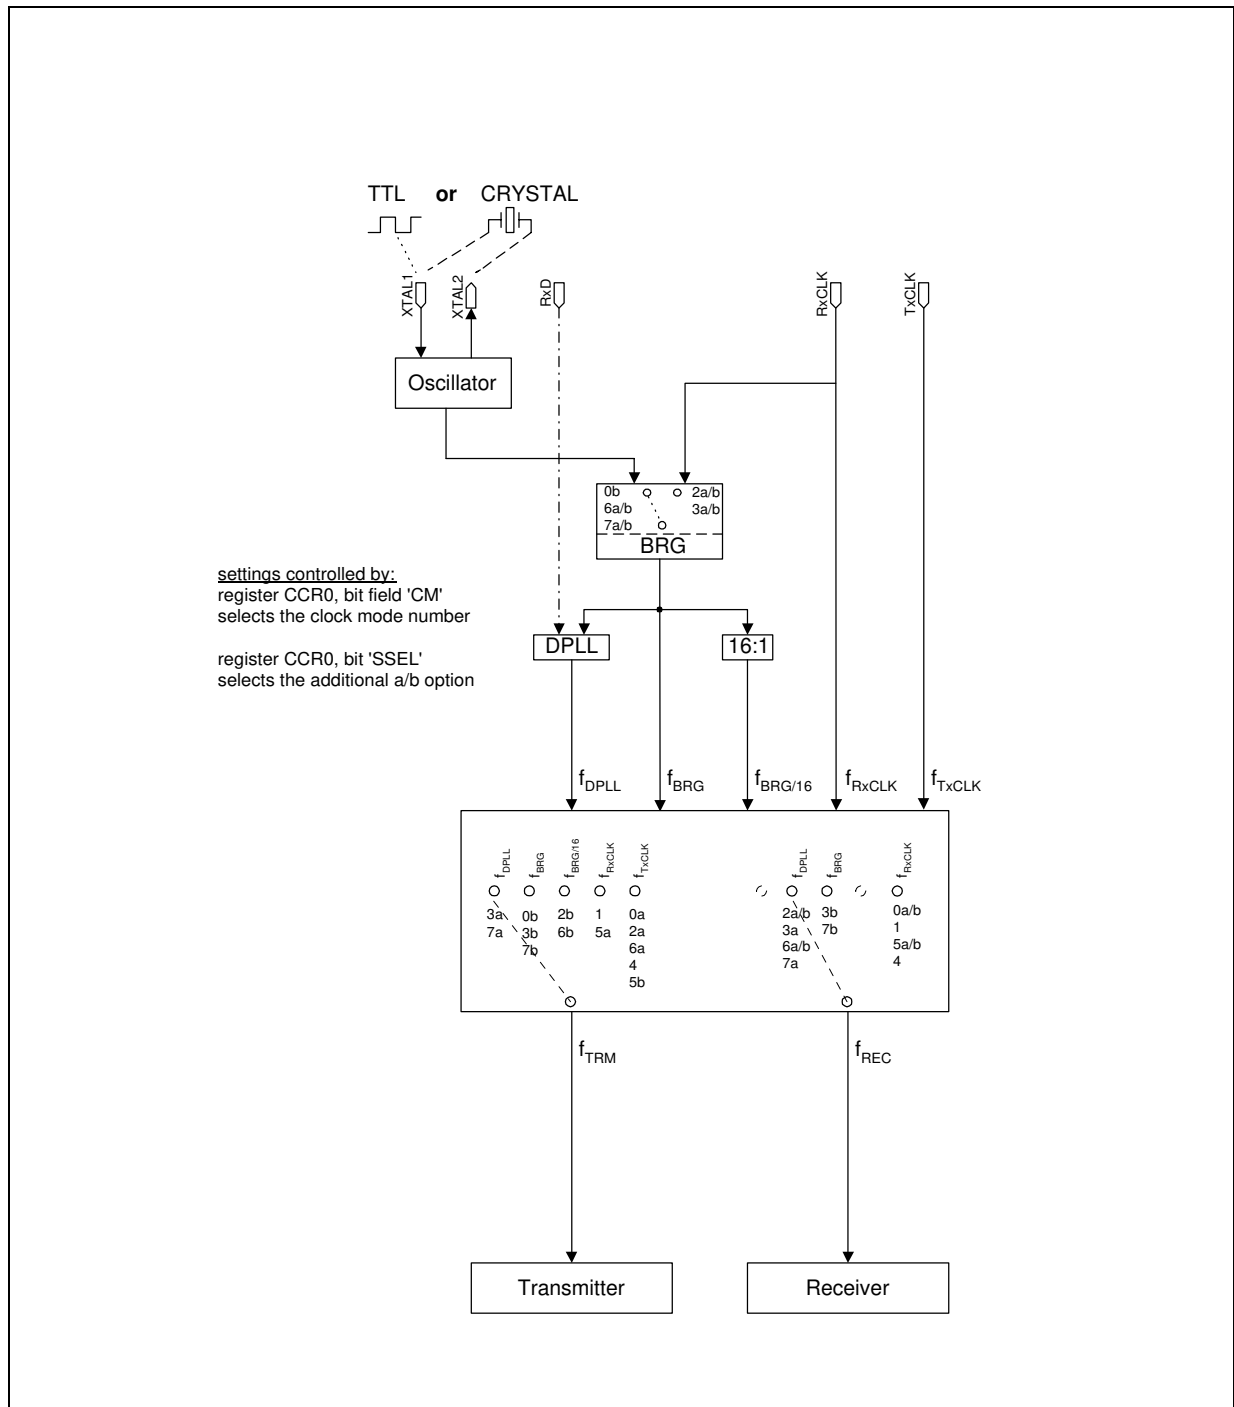 TTL or CRYSTAL
XTAL1
XTAL2
RxD
RxCLK
TxCLK
Oscillator
0b 2a/b
6a/b 3a/b
7a/b
BRG
settings controlled by:
register CCR0, bit field 'CM'
selects the clock mode number
register CCR0, bit 'SSEL'
selects the additional a/b option
DPLL 16:1
fDPLL fBRG fBRG/16 fRxCLK fTxCLK
fDPLL fBRG fBRG/16 fRxCLK fTxCLK fDPLL fBRG fRxCLK
3a 0b 2b 1 0a 2a/b 3b 0a/b
7a 3b 6b 5a 2a 3a 7b 1
7b 6a 6a/b 5a/b
4 7a 4
5b
fTRM fREC
Transmitter Receiver